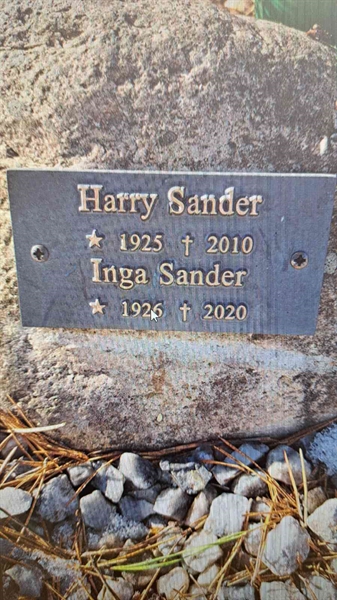 Harry Sander
★ 1925 † 2010
Inga Sander
★ 1926 † 2020